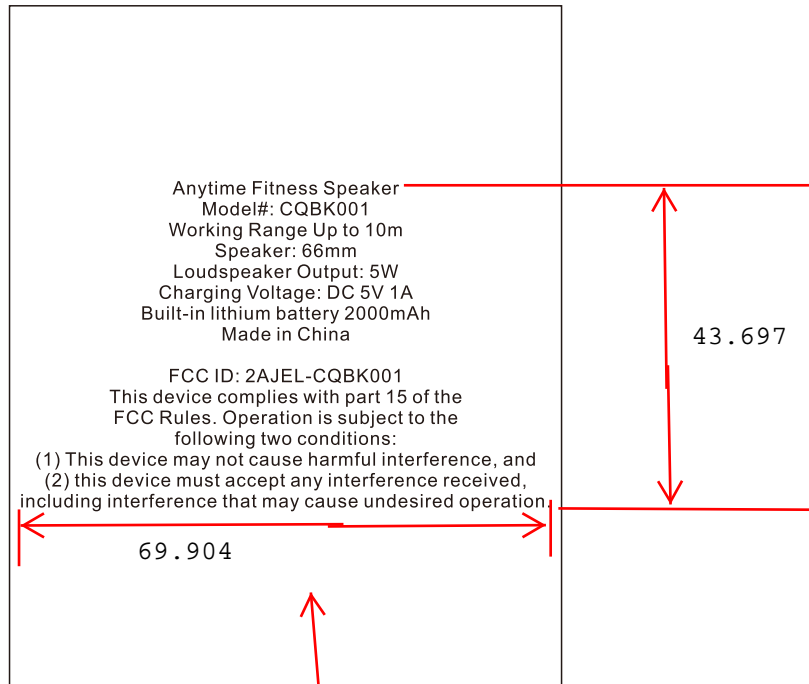 Anytime Fitness Speaker
Model#: CQBK001
Working Range Up to 10m
Speaker: 66mm
Loudspeaker Output: 5W
Charging Voltage: DC 5V 1A
Built-in lithium battery 2000mAh
Made in China
43.697
FCC ID: 2AJEL-CQBK001
This device complies with part 15 of the
FCC Rules. Operation is subject to the
following two conditions:
(1) This device may not cause harmful interference, and
(2) this device must accept any interference received,
including interference that may cause undesired operation.
69.904